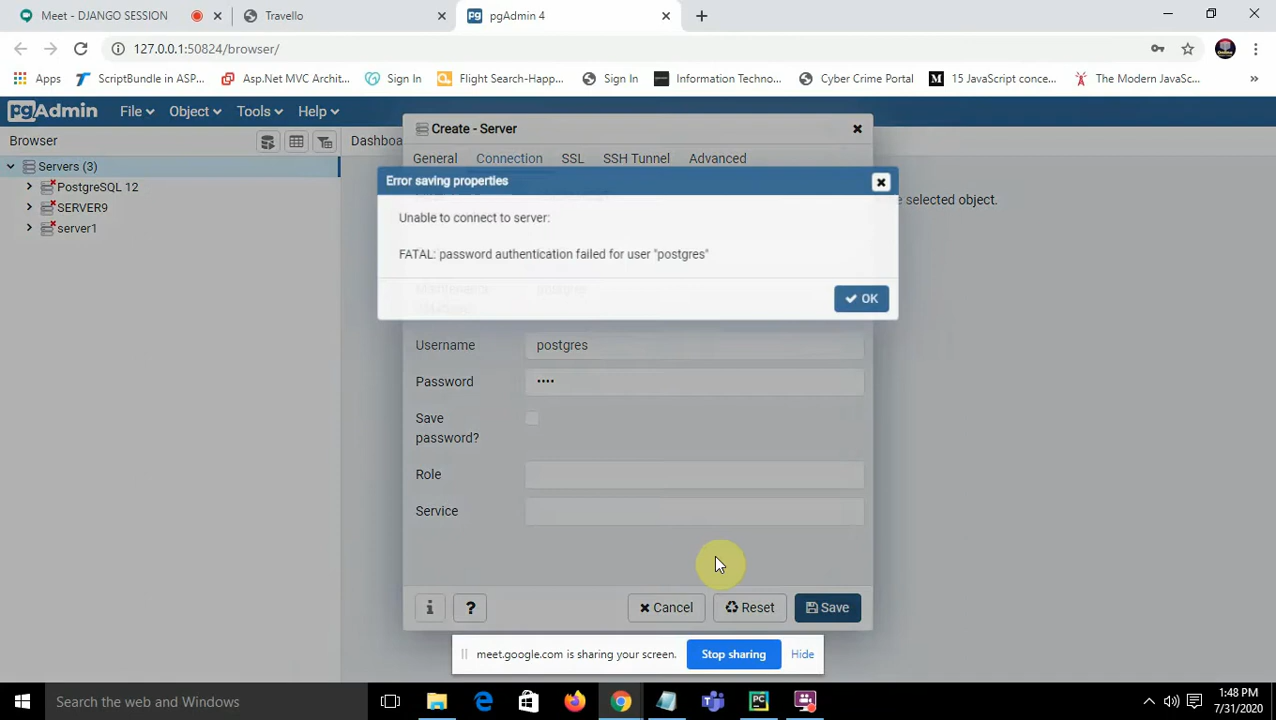 Meet - DJANGO SESSION
Travello
pgAdmin 4
127.0.0.1:50824/browser/
Apps
ScriptBundle in ASP...
Asp.Net MVC Archit...
Sign In
Flight Search-Happ...
Sign In
Information Techno...
Cyber Crime Portal
15 JavaScript conce...
The Modern JavaSc...
pgAdmin File Object Tools Help
Browser
Dashboa
Create - Server
General Connection SSL SSH Tunnel Advanced
Servers (3)
PostgreSQL 12
SERVER9
server1
Error saving properties
Unable to connect to server:
FATAL: password authentication failed for user "postgres"
OK
e selected object.
Username postgres
Password ••••
Save
password?
Role
Service
i ? Cancel Reset Save
meet.google.com is sharing your screen. Stop sharing Hide
Search the web and Windows
1:48 PM
7/31/2020